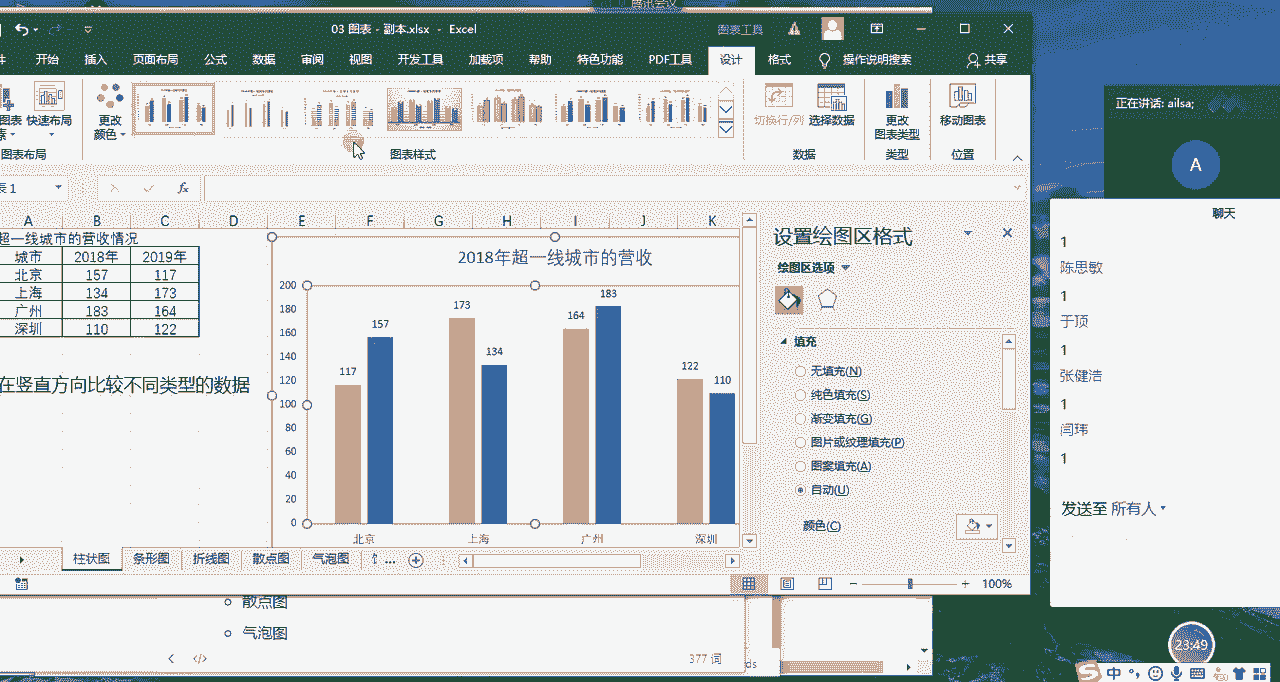 腾讯会议
03 图表 - 副本.xlsx - Excel
图表工具
开始 插入 页面布局 公式 数据 审阅 视图 开发工具 加载项 帮助 特色功能 PDF工具 设计 格式 操作说明搜索 共享
图表
快速布局
更改
颜色
切换行/列 选择数据
更改
图表类型
移动图表
图表布局
图表样式
数据
类型
位置
表 1
fx
A B C D E F G H I J K
超一线城市的营收情况
城市 2018年 2019年
北京 157 117
上海 134 173
广州 183 164
深圳 110 122
在竖直方向比较不同类型的数据
2018年超一线城市的营收
200
180
160
140
120
100
80
60
40
20
0
117 157 173 134 164 183 122 110
北京 上海 广州 深圳
设置绘图区格式
绘图区选项
填充
无填充(N)
纯色填充(S)
渐变填充(G)
图片或纹理填充(P)
图案填充(A)
自动(U)
颜色(C)
柱状图 条形图 折线图 散点图 气泡图
100%
散点图
气泡图
377 词
ds
正在讲话: ailsa;
A
聊天
1
陈思敏
1
于顶
1
张健浩
1
闫玮
1
发送至 所有人
23:49
中